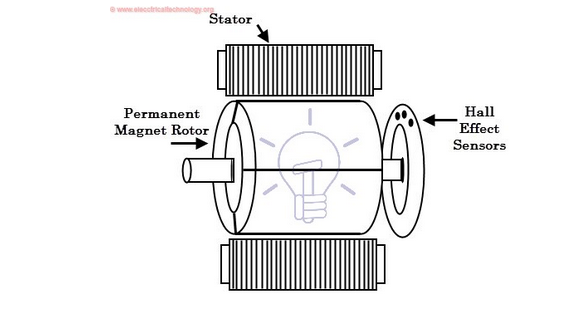 © www.electricaltechnology.org
Stator
Permanent
Magnet Rotor
Hall
Effect
Sensors